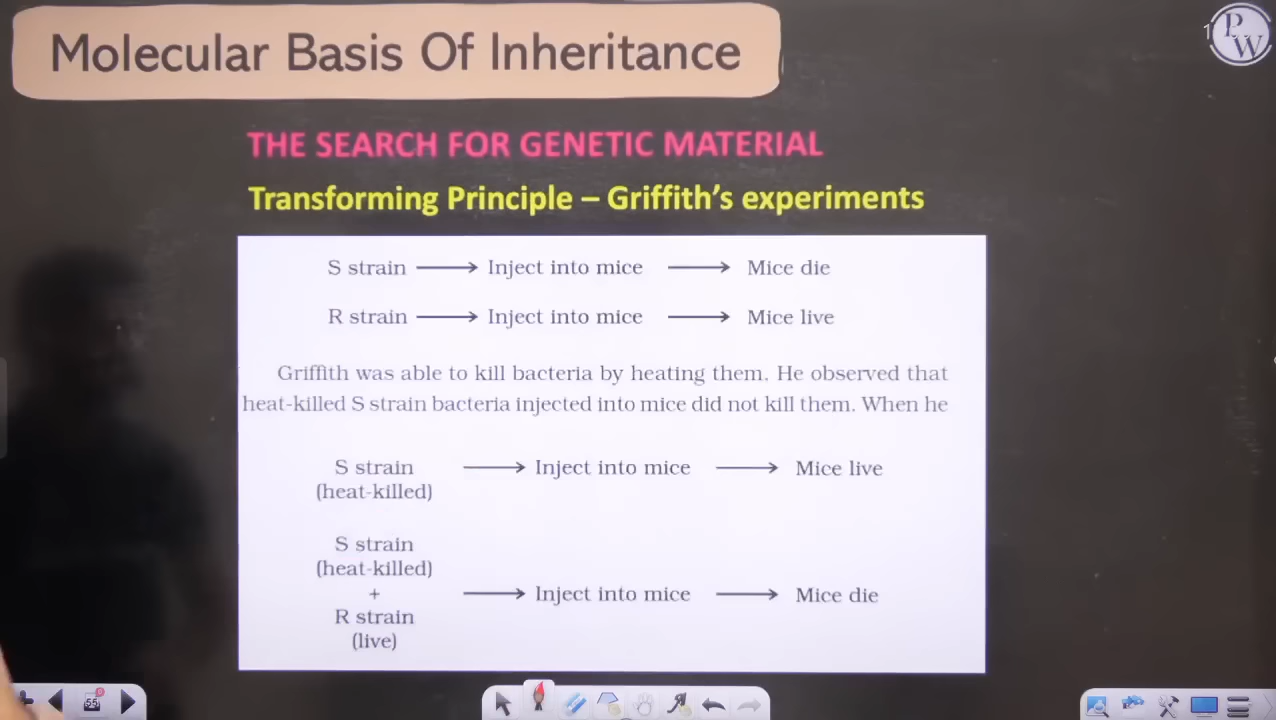 Molecular Basis Of Inheritance
PW
THE SEARCH FOR GENETIC MATERIAL
Transforming Principle – Griffith's experiments
S strain → Inject into mice → Mice die
R strain → Inject into mice → Mice live
Griffith was able to kill bacteria by heating them. He observed that
heat-killed S strain bacteria injected into mice did not kill them. When he
S strain → Inject into mice → Mice live
(heat-killed)
S strain
(heat-killed)
+ → Inject into mice → Mice die
R strain
(live)
55